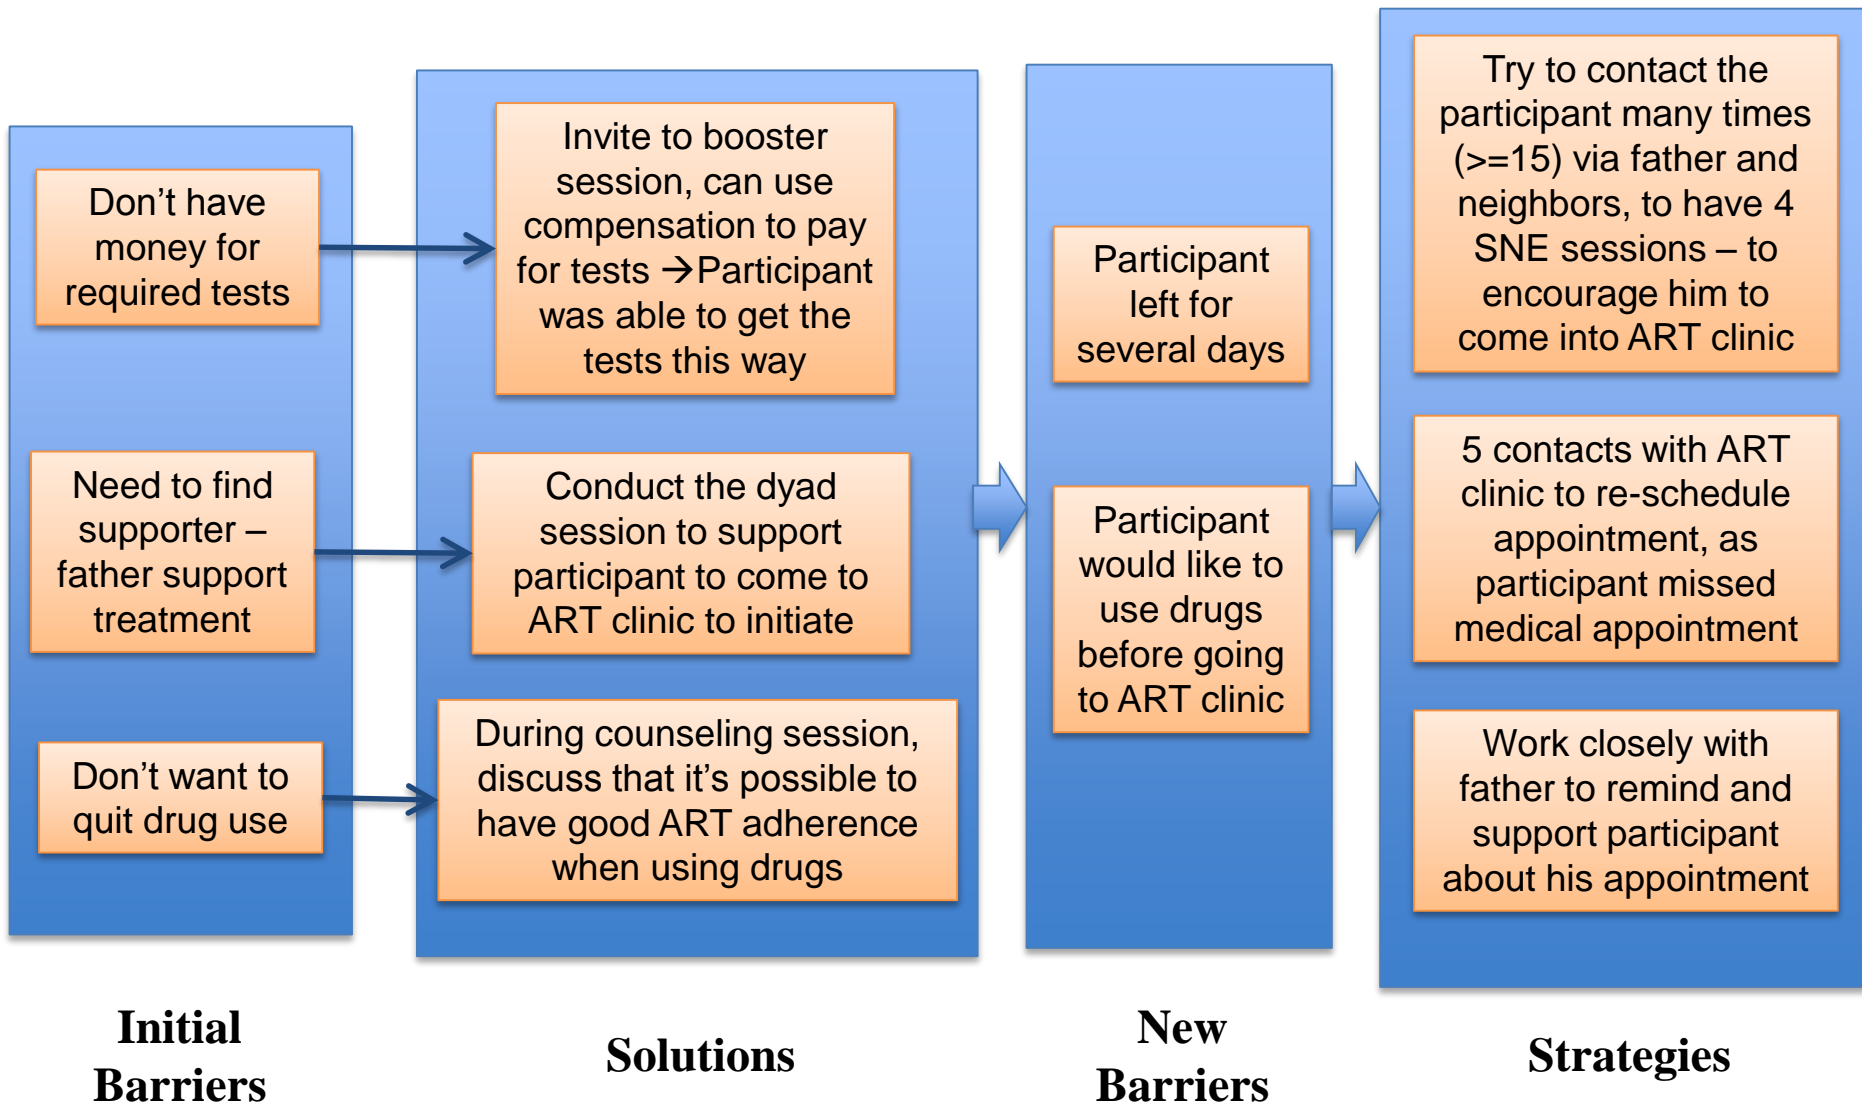 Don’t have
money for
required tests
Need to find
supporter –
father support
treatment
Don’t want to
quit drug use
Initial
Barriers
Invite to booster
session, can use
compensation to pay
for tests →Participant
was able to get the
tests this way
Conduct the dyad
session to support
participant to come to
ART clinic to initiate
During counseling session,
discuss that it’s possible to
have good ART adherence
when using drugs
Solutions
Participant
left for
several days
Participant
would like to
use drugs
before going
to ART clinic
New
Barriers
Try to contact the
participant many times
(>=15) via father and
neighbors, to have 4
SNE sessions – to
encourage him to
come into ART clinic
5 contacts with ART
clinic to re-schedule
appointment, as
participant missed
medical appointment
Work closely with
father to remind and
support participant
about his appointment
Strategies